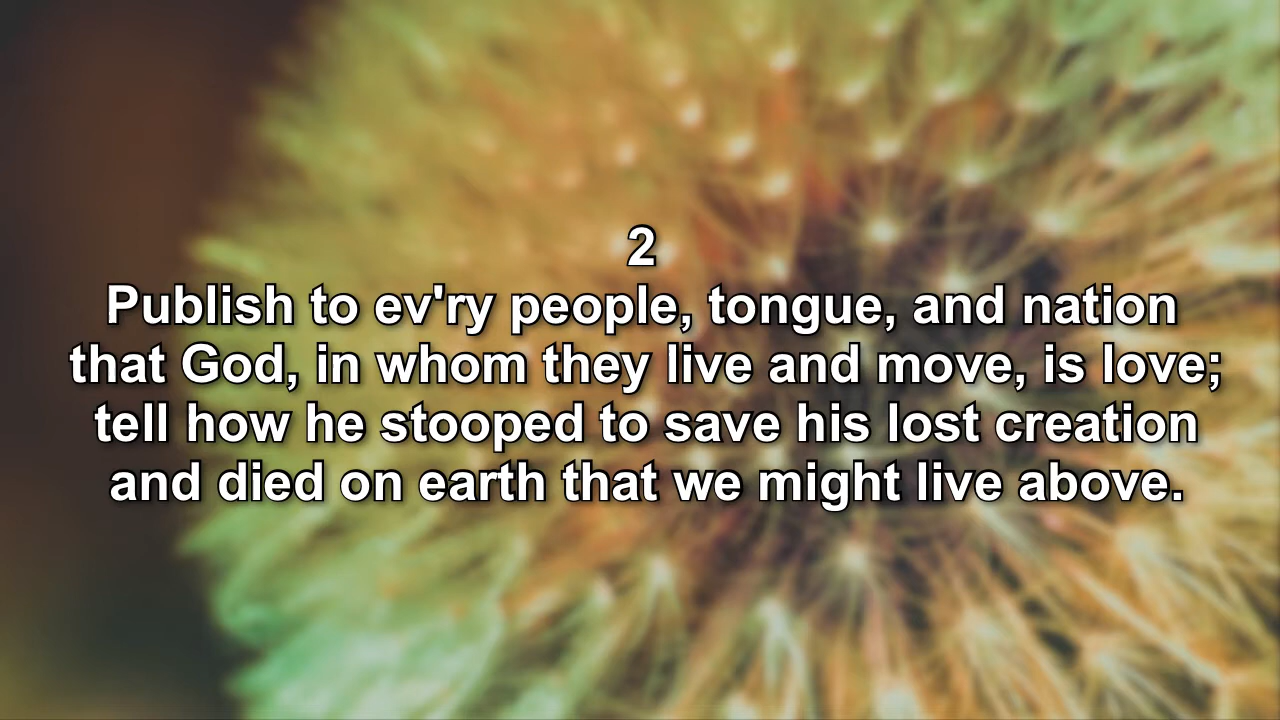 2
Publish to ev'ry people, tongue, and nation
that God, in whom they live and move, is love;
tell how he stooped to save his lost creation
and died on earth that we might live above.